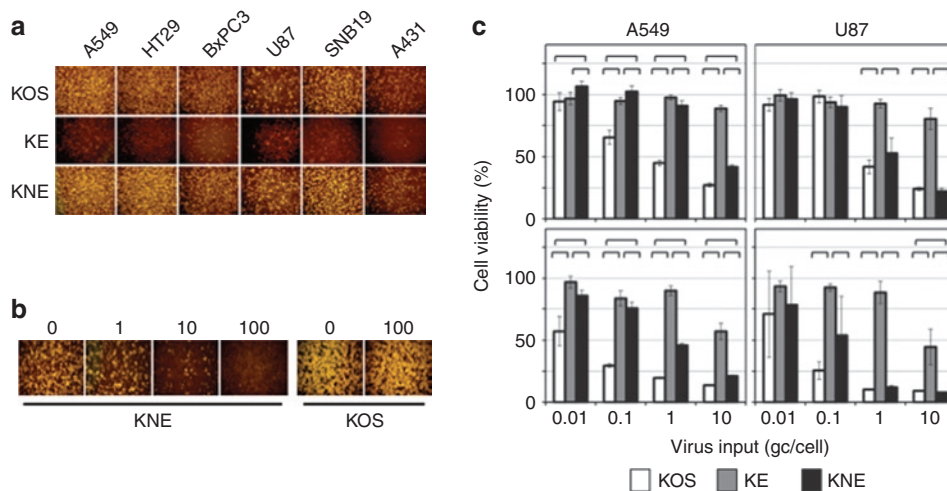 a
A549 HT29 BxPC3 U87 SNB19 A431
KOS
KE
KNE
b
0 1 10 100 0 100
KNE KOS
c
A549 U87
Cell viability (%)
100
50
0
100
50
0
0.01 0.1 1 10 0.01 0.1 1 10
Virus input (gc/cell)
KOS KE KNE